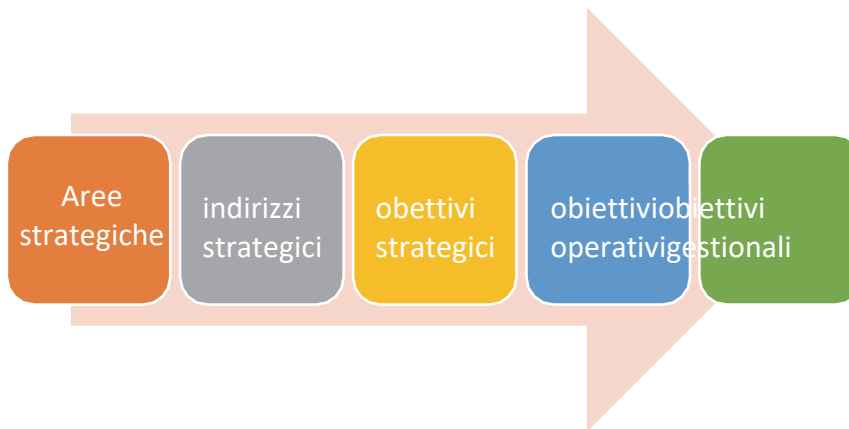 Aree
strategiche
indirizzi
strategici
obettivi
strategici
obiettiviobiettivi
operativigestionali